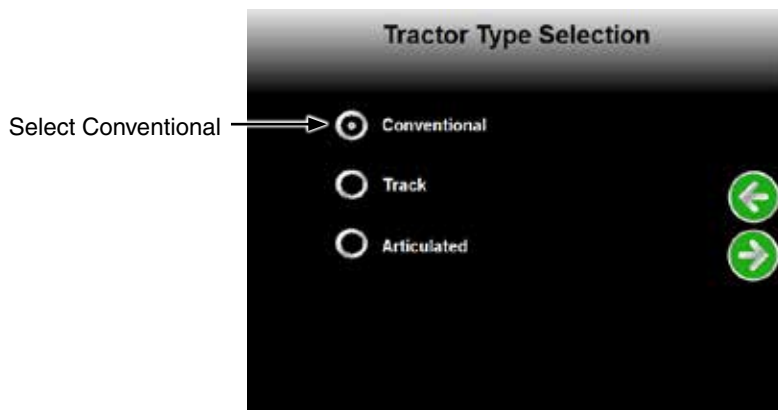 Tractor Type Selection
Select Conventional
Conventional
Track
Articulated